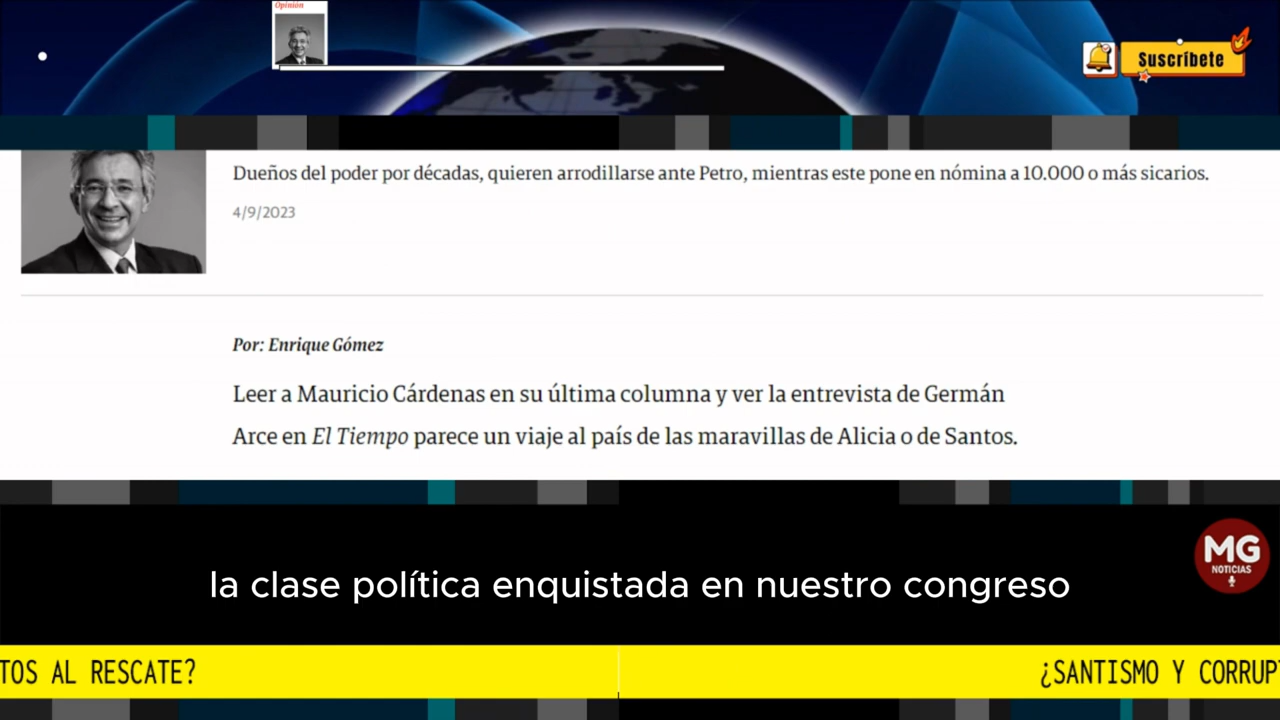 Opinión
Suscríbete
Dueños del poder por décadas, quieren arrodillarse ante Petro, mientras este pone en nómina a 10.000 o más sicarios.
4/9/2023
Por: Enrique Gómez
Leer a Mauricio Cárdenas en su última columna y ver la entrevista de Germán
Arce en El Tiempo parece un viaje al país de las maravillas de Alicia o de Santos.
MG
NOTICIAS
la clase política enquistada en nuestro congreso
TOS AL RESCATE?
¿SANTISMO Y CORRUP